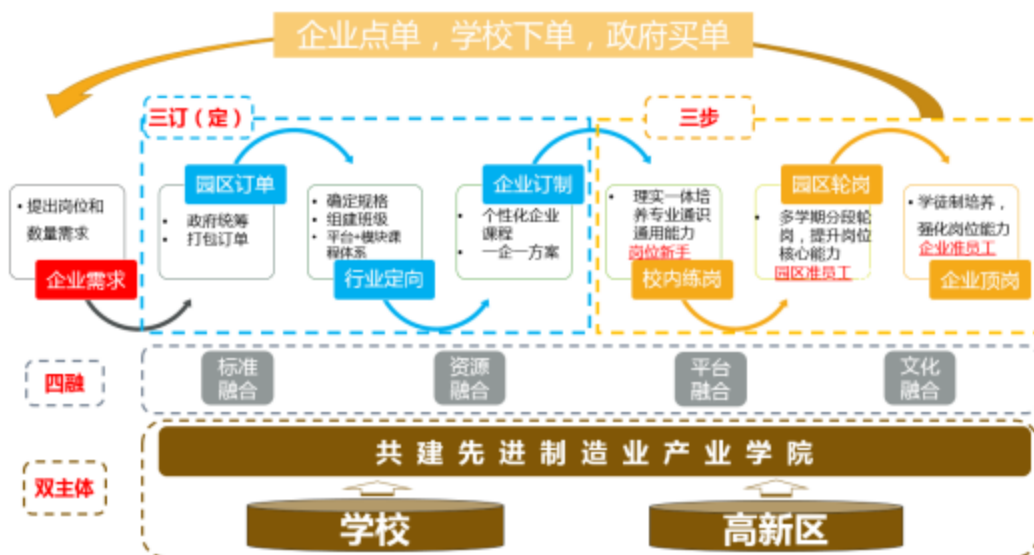 企业点单，学校下单，政府买单
三订（定）
三步
• 提出岗位和
数量需求
企业需求
园区订单
• 政府统筹
• 打包订单
• 确定规格
• 组建班级
• 平台+模块课
程体系
行业定向
企业订制
• 个性化企业
课程
• 一企一方案
• 理实一体培
养专业通识
通用能力
岗位新手
校内练岗
园区轮岗
• 多学期分段轮
岗，提升岗位
核心能力
园区准员工
• 学徒制培养，
强化岗位能力
企业准员工
企业顶岗
四融
标准
融合
资源
融合
平台
融合
文化
融合
双主体
共建先进制造业产业学院
学校
高新区